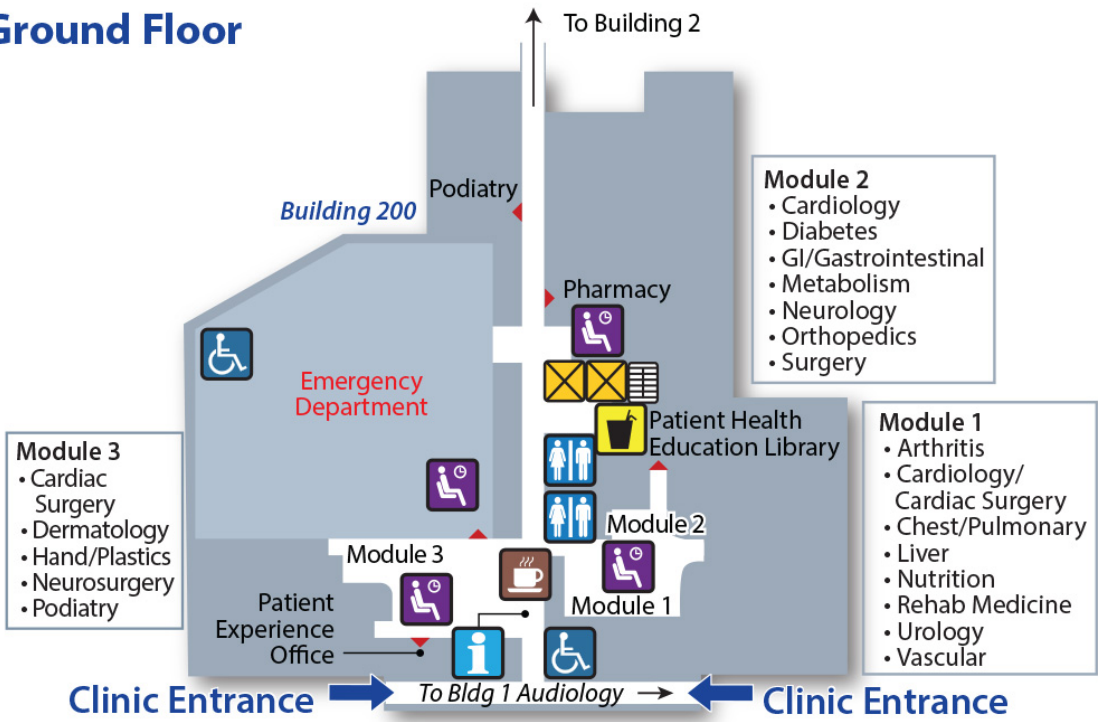 Ground Floor
To Building 2
Podiatry
Building 200
Pharmacy
Emergency
Department
Patient Health
Education Library
Module 2
• Cardiology
• Diabetes
• GI/Gastrointestinal
• Metabolism
• Neurology
• Orthopedics
• Surgery
Module 3
• Cardiac
Surgery
• Dermatology
• Hand/Plastics
• Neurosurgery
• Podiatry
Module 1
• Arthritis
• Cardiology/
Cardiac Surgery
• Chest/Pulmonary
• Liver
• Nutrition
• Rehab Medicine
• Urology
• Vascular
Module 2
Module 3
Module 1
Patient
Experience
Office
i
To Bldg 1 Audiology
Clinic Entrance
Clinic Entrance